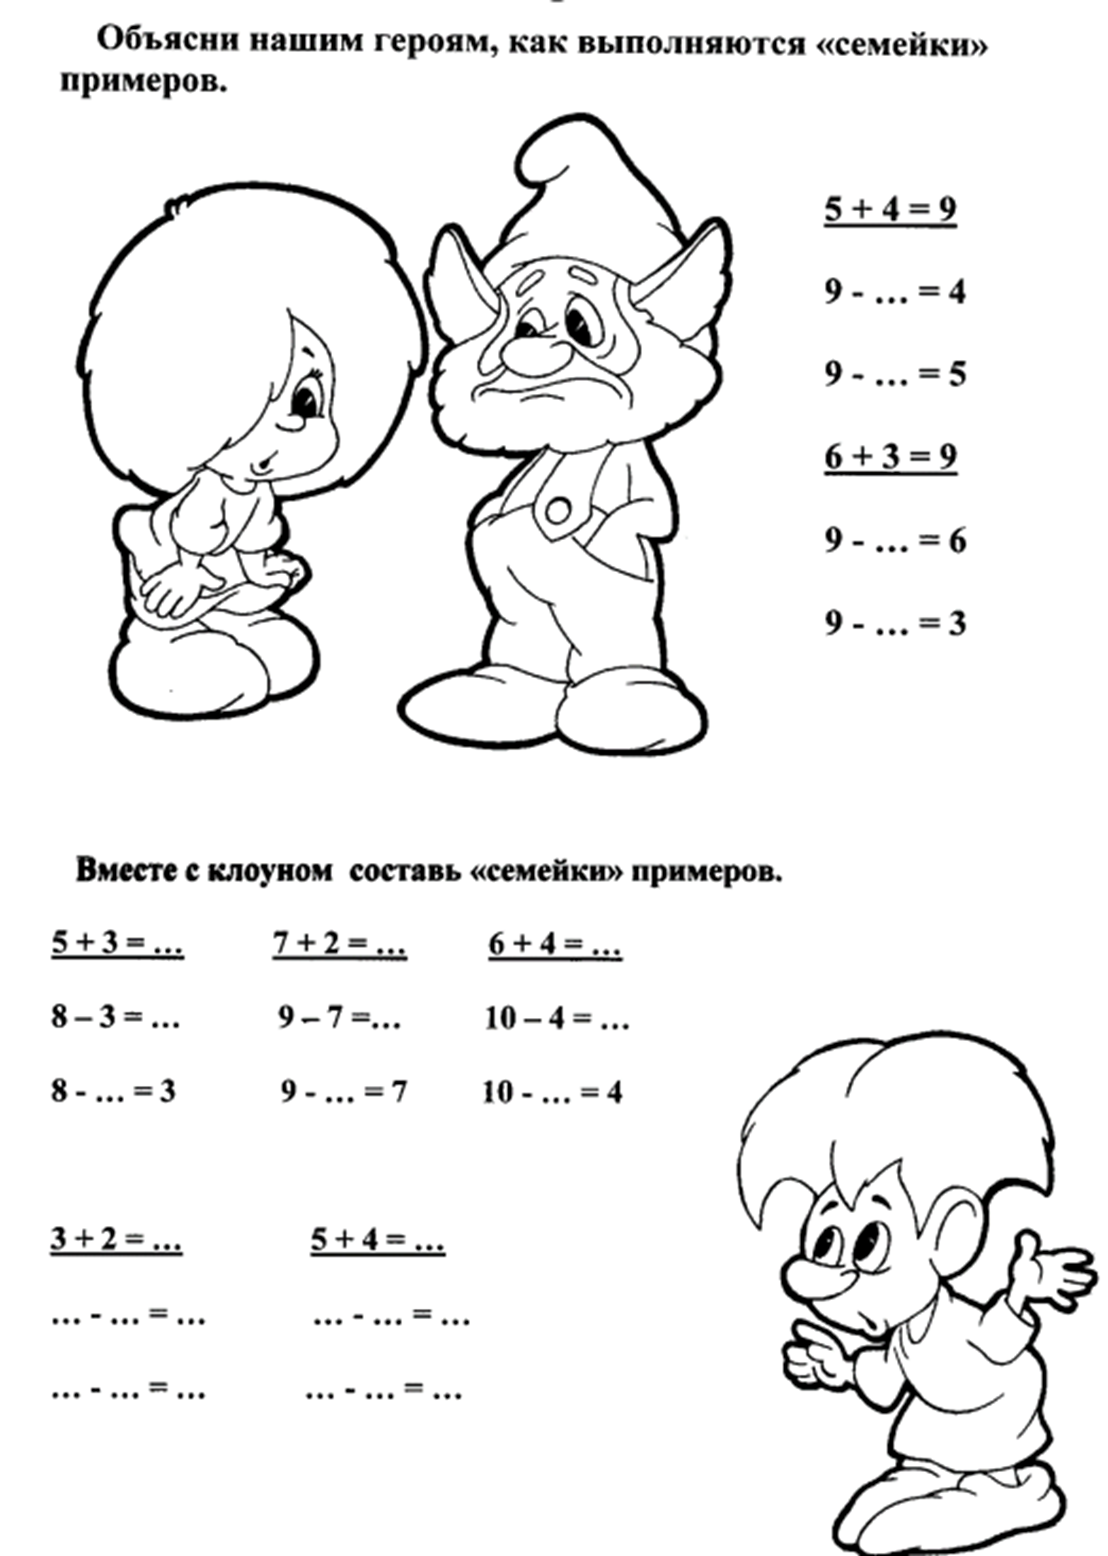 Объясни нашим героям, как выполняются «семейки»
примеров.
5 + 4 = 9
9 - ... = 4
9 - ... = 5
6 + 3 = 9
9 - ... = 6
9 - ... = 3
Вместе с клоуном составь «семейки» примеров.
5 + 3 = ... 7 + 2 = ... 6 + 4 = ...
8 – 3 = ... 9 – 7 =... 10 – 4 = ...
8 - ... = 3 9 - ... = 7 10 - ... = 4
3 + 2 = ... 5 + 4 = ...
... - ... = ... ... - ... = ...
... - ... = ... ... - ... = ...